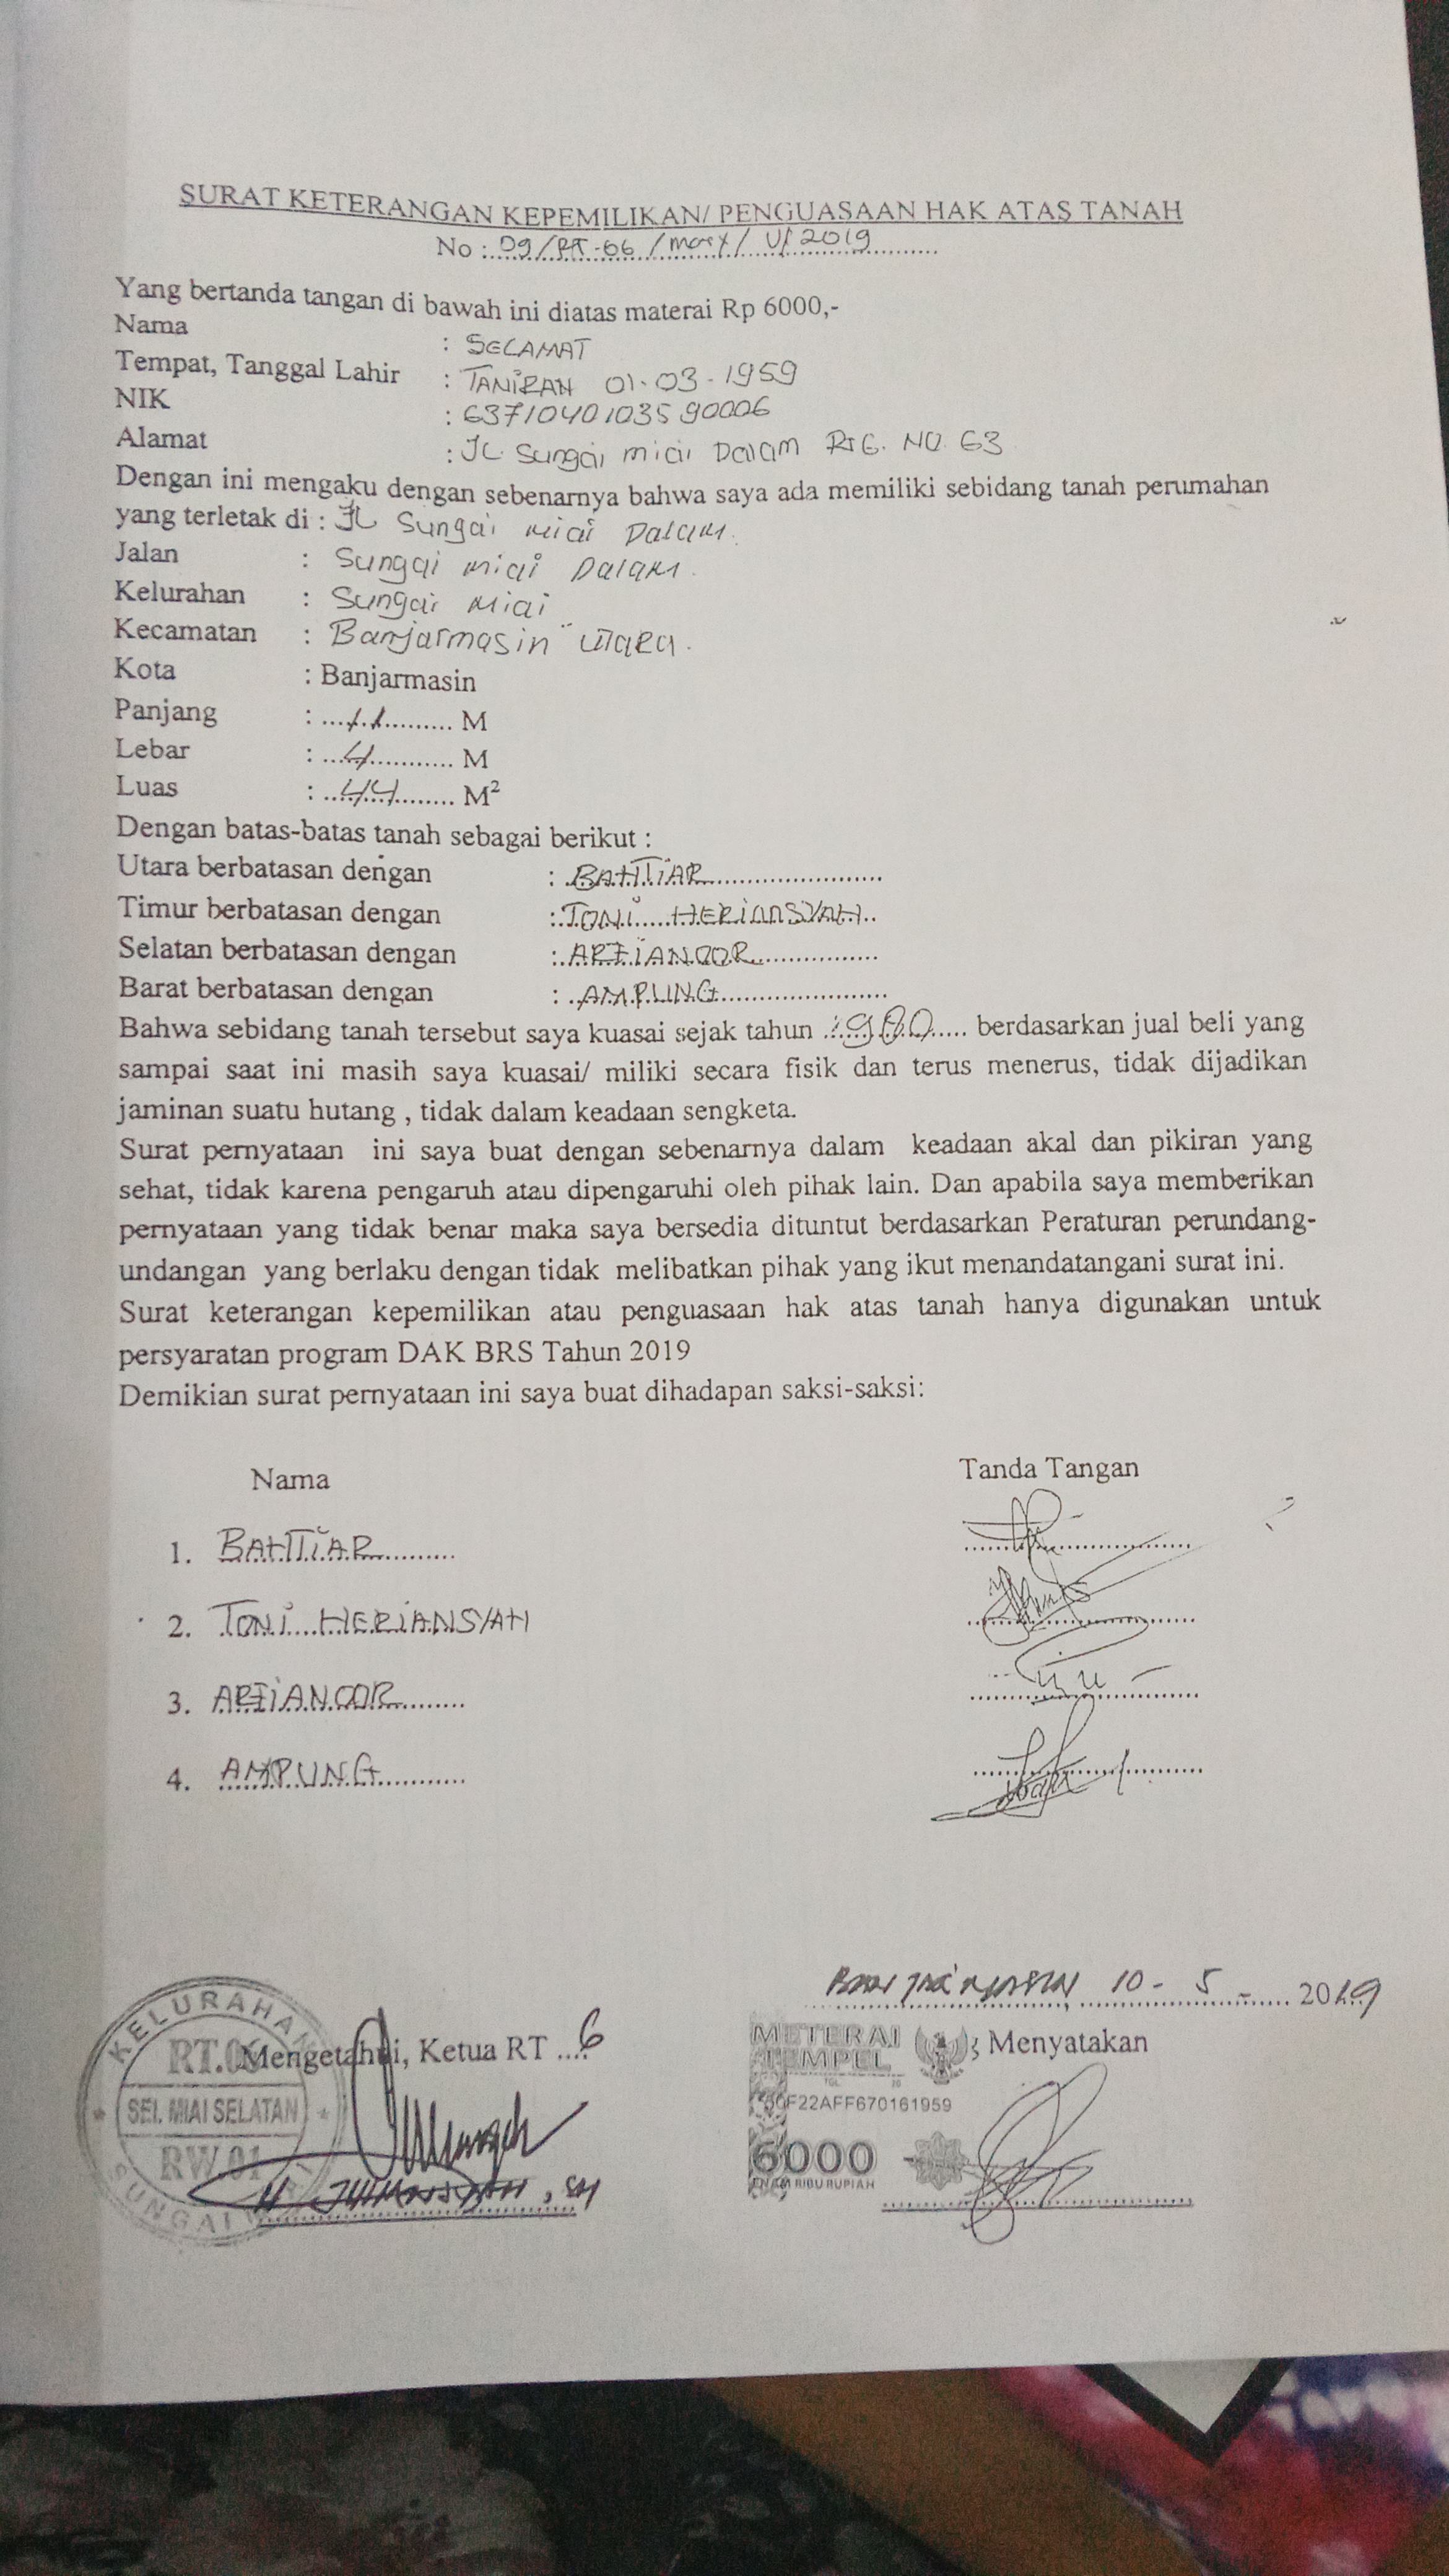 SURAT KETERANGAN KEPEMILIKAN/ PENGUASAAN HAK ATAS TANAH
No : 09/RT-06/ /V/2019
Yang bertanda tangan di bawah ini diatas materai Rp 6000,-
Nama : SELAMAT
Tempat, Tanggal Lahir : TANIRAN 01-03-1959
NIK : 6371040103590006
Alamat : JL Sungai miai Dalam Rt 6. NO. 63
Dengan ini mengaku dengan sebenarnya bahwa saya ada memiliki sebidang tanah perumahan
yang terletak di : JL Sungai miai Dalam.
Jalan : Sungai miai Dalam.
Kelurahan : Sungai Miai
Kecamatan : Banjarmasin Utara.
Kota : Banjarmasin
Panjang : ...11.......... M
Lebar : ...4............ M
Luas : ...44......... M²
Dengan batas-batas tanah sebagai berikut :
Utara berbatasan dengan : BAHTIAR
Timur berbatasan dengan : TONI HERIANSYAH
Selatan berbatasan dengan :
Barat berbatasan dengan : AMPUNG
Bahwa sebidang tanah tersebut saya kuasai sejak tahun berdasarkan jual beli yang
sampai saat ini masih saya kuasai/ miliki secara fisik dan terus menerus, tidak dijadikan
jaminan suatu hutang , tidak dalam keadaan sengketa.
Surat pernyataan ini saya buat dengan sebenarnya dalam keadaan akal dan pikiran yang
sehat, tidak karena pengaruh atau dipengaruhi oleh pihak lain. Dan apabila saya memberikan
pernyataan yang tidak benar maka saya bersedia dituntut berdasarkan Peraturan perundang-
undangan yang berlaku dengan tidak melibatkan pihak yang ikut menandatangani surat ini.
Surat keterangan kepemilikan atau penguasaan hak atas tanah hanya digunakan untuk
persyaratan program DAK BRS Tahun 2019
Demikian surat pernyataan ini saya buat dihadapan saksi-saksi:
Nama Tanda Tangan
1. BAHTIAR
2. TONI HERIANSYAH
3.
4. AMPUNG
Banjarmasin 10 - 5 - 2019
Mengetahui, Ketua RT .... 6
Menyatakan
KELURAHAN
RT.06
SEI. MIAI SELATAN
RW.01
SUNGAI
METERAI
TEMPEL
F22AFF670161959
6000
ENAM RIBU RUPIAH